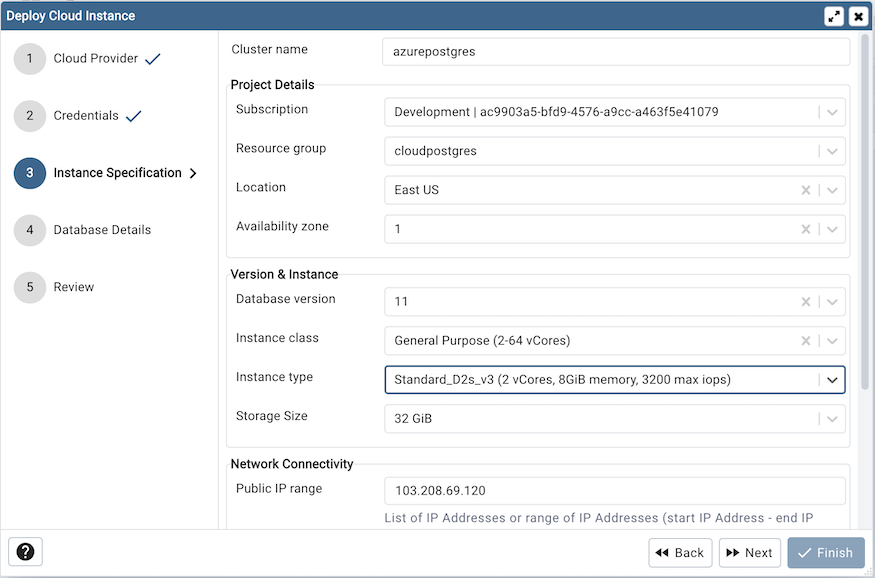 Deploy Cloud Instance
1 Cloud Provider
2 Credentials
3 Instance Specification
4 Database Details
5 Review
Cluster name azurepostgres
Project Details
Subscription Development | ac9903a5-bfd9-4576-a9cc-a463f5e41079
Resource group cloudpostgres
Location East US
Availability zone 1
Version & Instance
Database version 11
Instance class General Purpose (2-64 vCores)
Instance type Standard_D2s_v3 (2 vCores, 8GiB memory, 3200 max iops)
Storage Size 32 GiB
Network Connectivity
Public IP range 103.208.69.120
List of IP Addresses or range of IP Addresses (start IP Address - end IP
? Back Next Finish